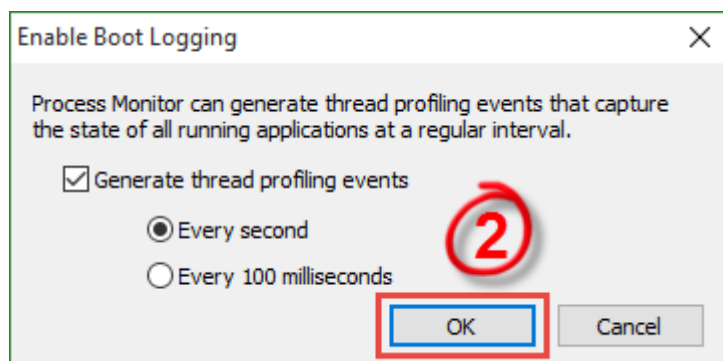 Enable Boot Logging
Process Monitor can generate thread profiling events that capture
the state of all running applications at a regular interval.
Generate thread profiling events
Every second
2
Every 100 milliseconds
OK Cancel